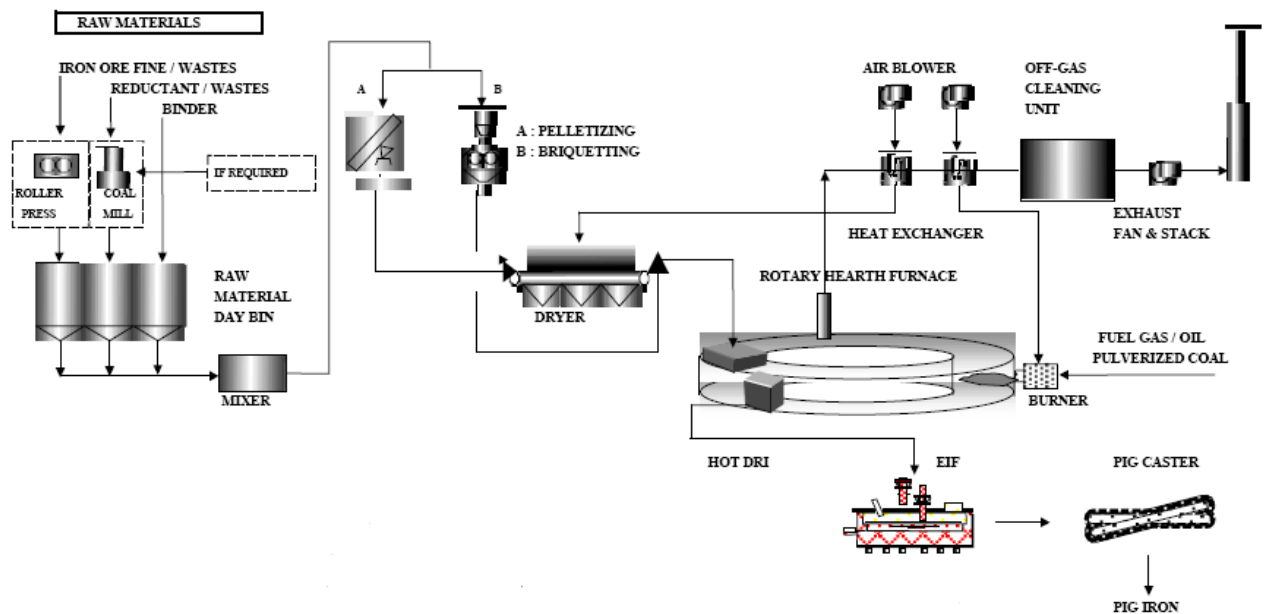 RAW MATERIALS
IRON ORE FINE / WASTES
REDUCTANT / WASTES
BINDER
ROLLER
PRESS
COAL
MILL
IF REQUIRED
RAW
MATERIAL
DAY BIN
MIXER
A
B
A : PELLETIZING
B : BRIQUETTING
DRYER
AIR BLOWER
OFF-GAS
CLEANING
UNIT
HEAT EXCHANGER
EXHAUST
FAN & STACK
ROTARY HEARTH FURNACE
FUEL GAS / OIL
PULVERIZED COAL
BURNER
HOT DRI
EIF
PIG CASTER
PIG IRON